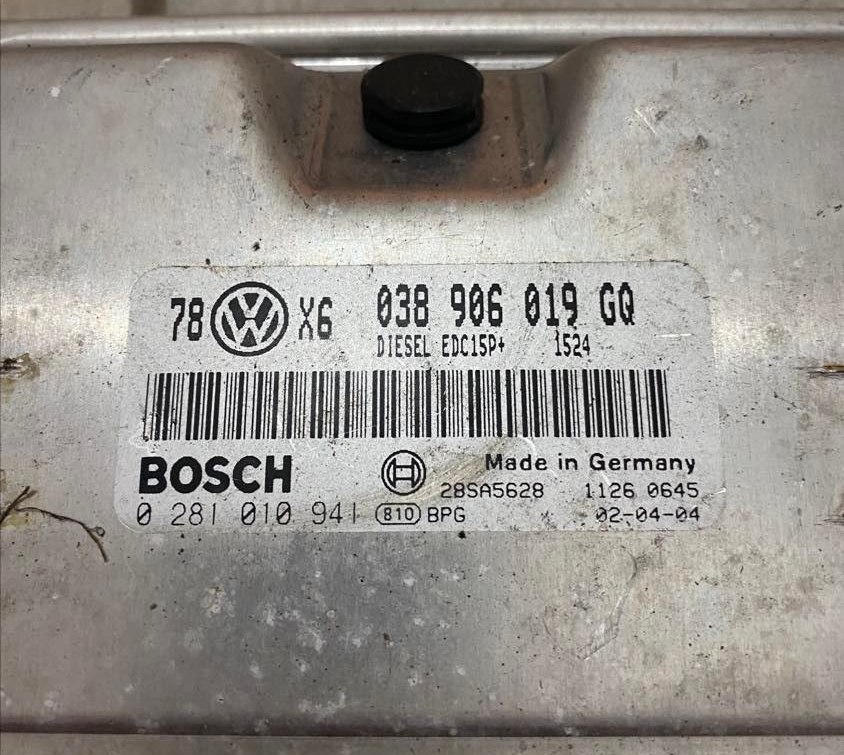 78 VW X6 038 906 019 GQ
DIESEL EDC15P+ 1524
BOSCH Made in Germany
28SA5628 1126 0645
0 281 010 941 810 BPG 02-04-04